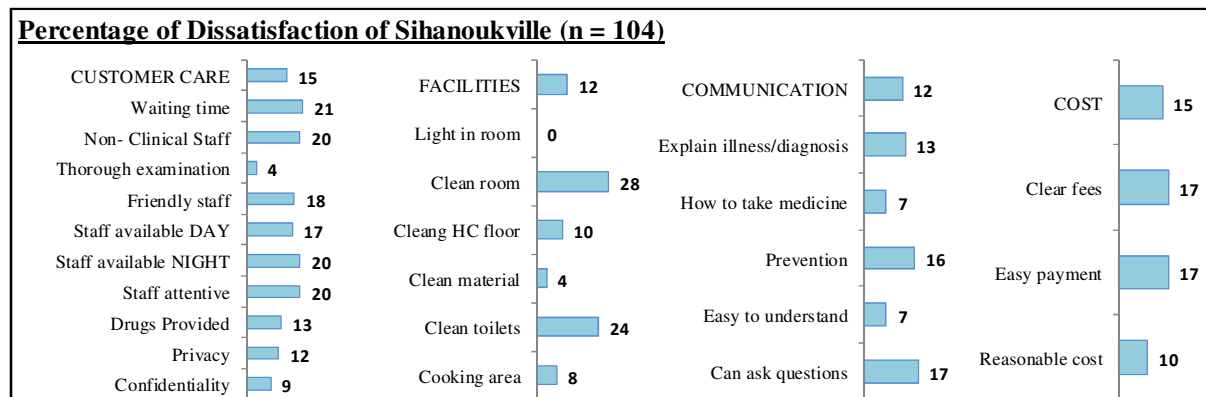 Percentage of Dissatisfaction of Sihanoukville (n = 104)
CUSTOMER CARE 15
Waiting time 21
Non- Clinical Staff 20
Thorough examination 4
Friendly staff 18
Staff available DAY 17
Staff available NIGHT 20
Staff attentive 20
Drugs Provided 13
Privacy 12
Confidentiality 9
FACILITIES 12
Light in room 0
Clean room 28
Cleang HC floor 10
Clean material 4
Clean toilets 24
Cooking area 8
COMMUNICATION 12
Explain illness/diagnosis 13
How to take medicine 7
Prevention 16
Easy to understand 7
Can ask questions 17
COST 15
Clear fees 17
Easy payment 17
Reasonable cost 10